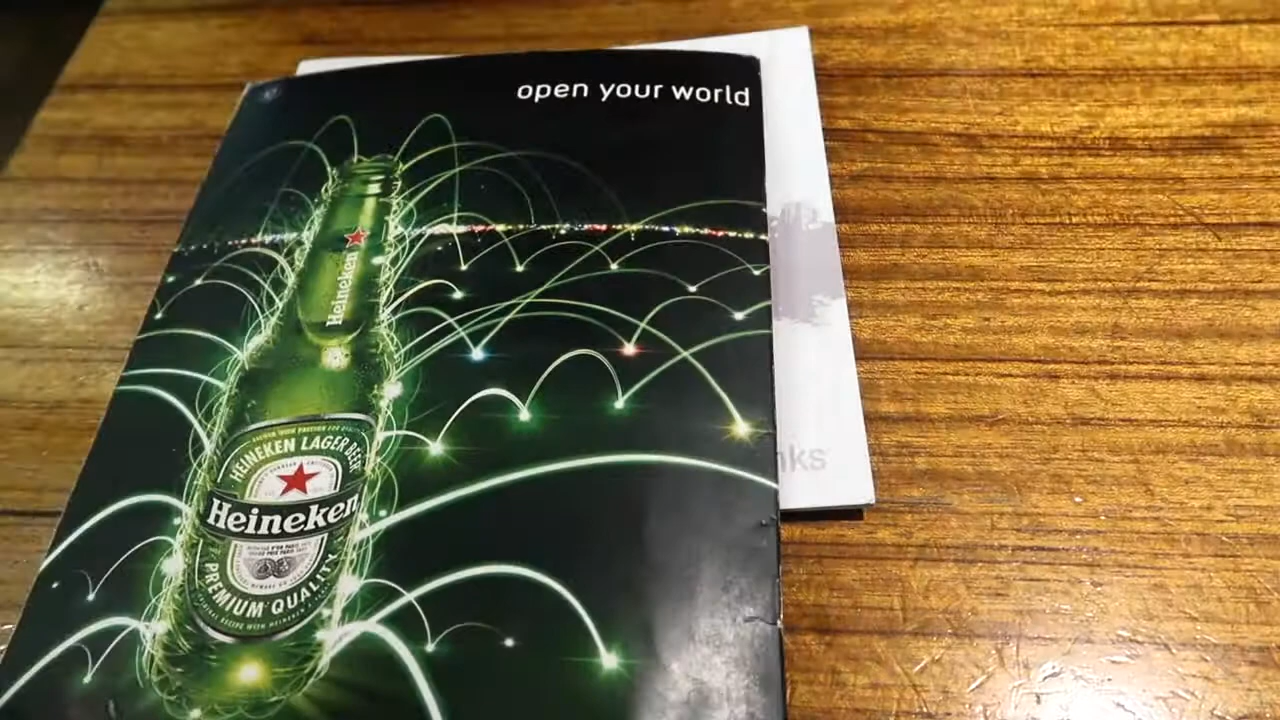 open your world
Heineken
HEINEKEN LAGER BEER
Heineken
PREMIUM QUALITY
nks